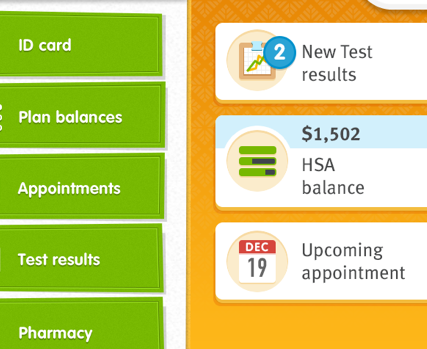 ID card
Plan balances
Appointments
Test results
Pharmacy
2
New Test
results
$1,502
HSA
balance
DEC
19
Upcoming
appointment